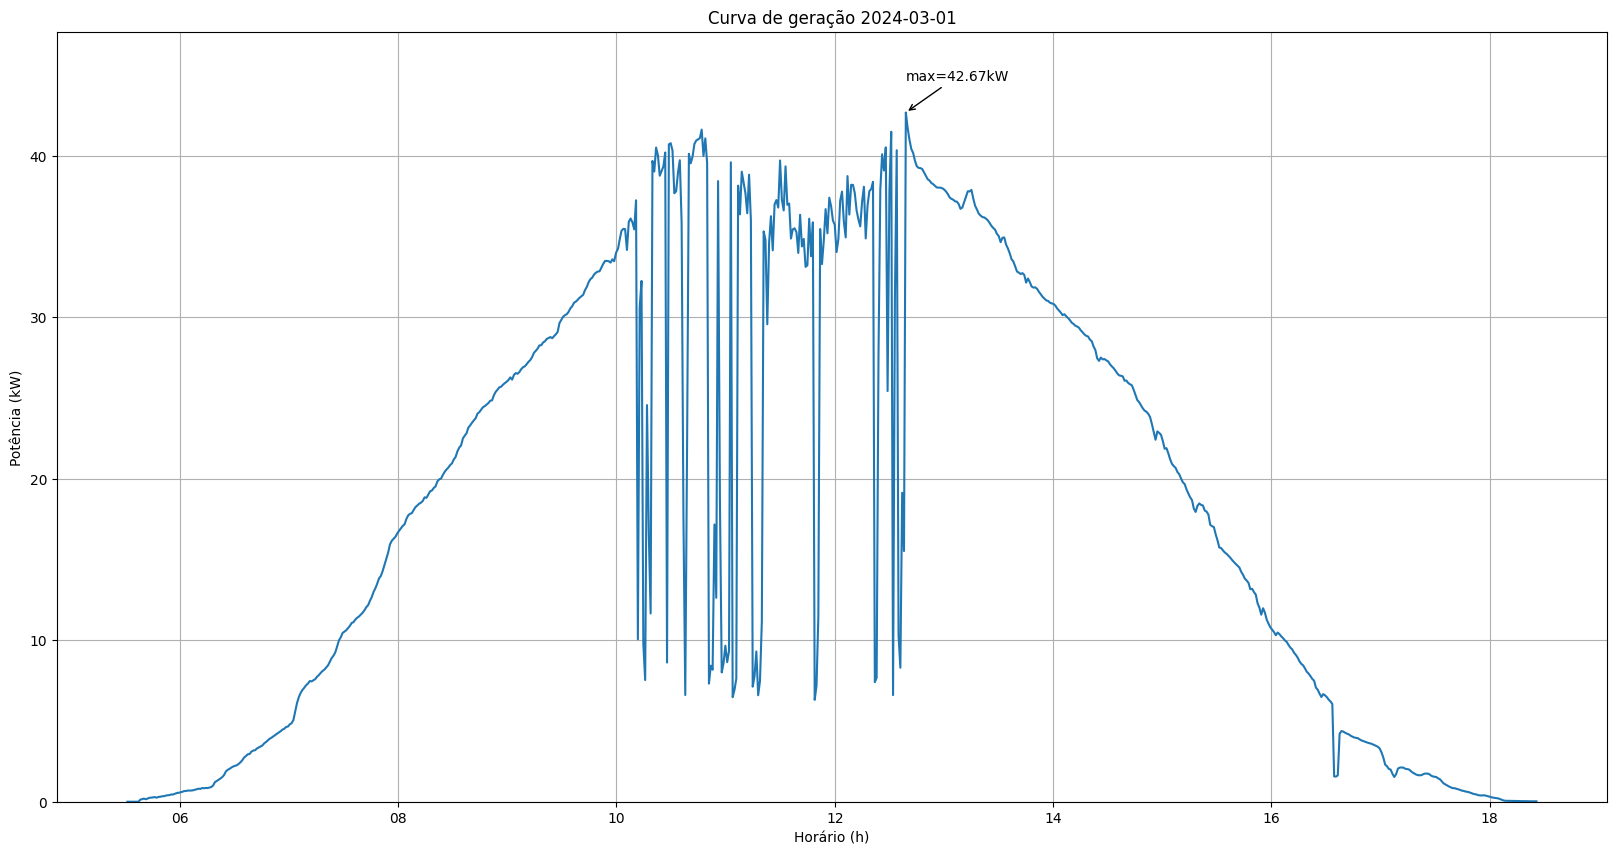 Curva de geração 2024-03-01
max=42.67kW
Potência (kW)
40
30
20
10
0
06 08 10 12 14 16 18
Horário (h)